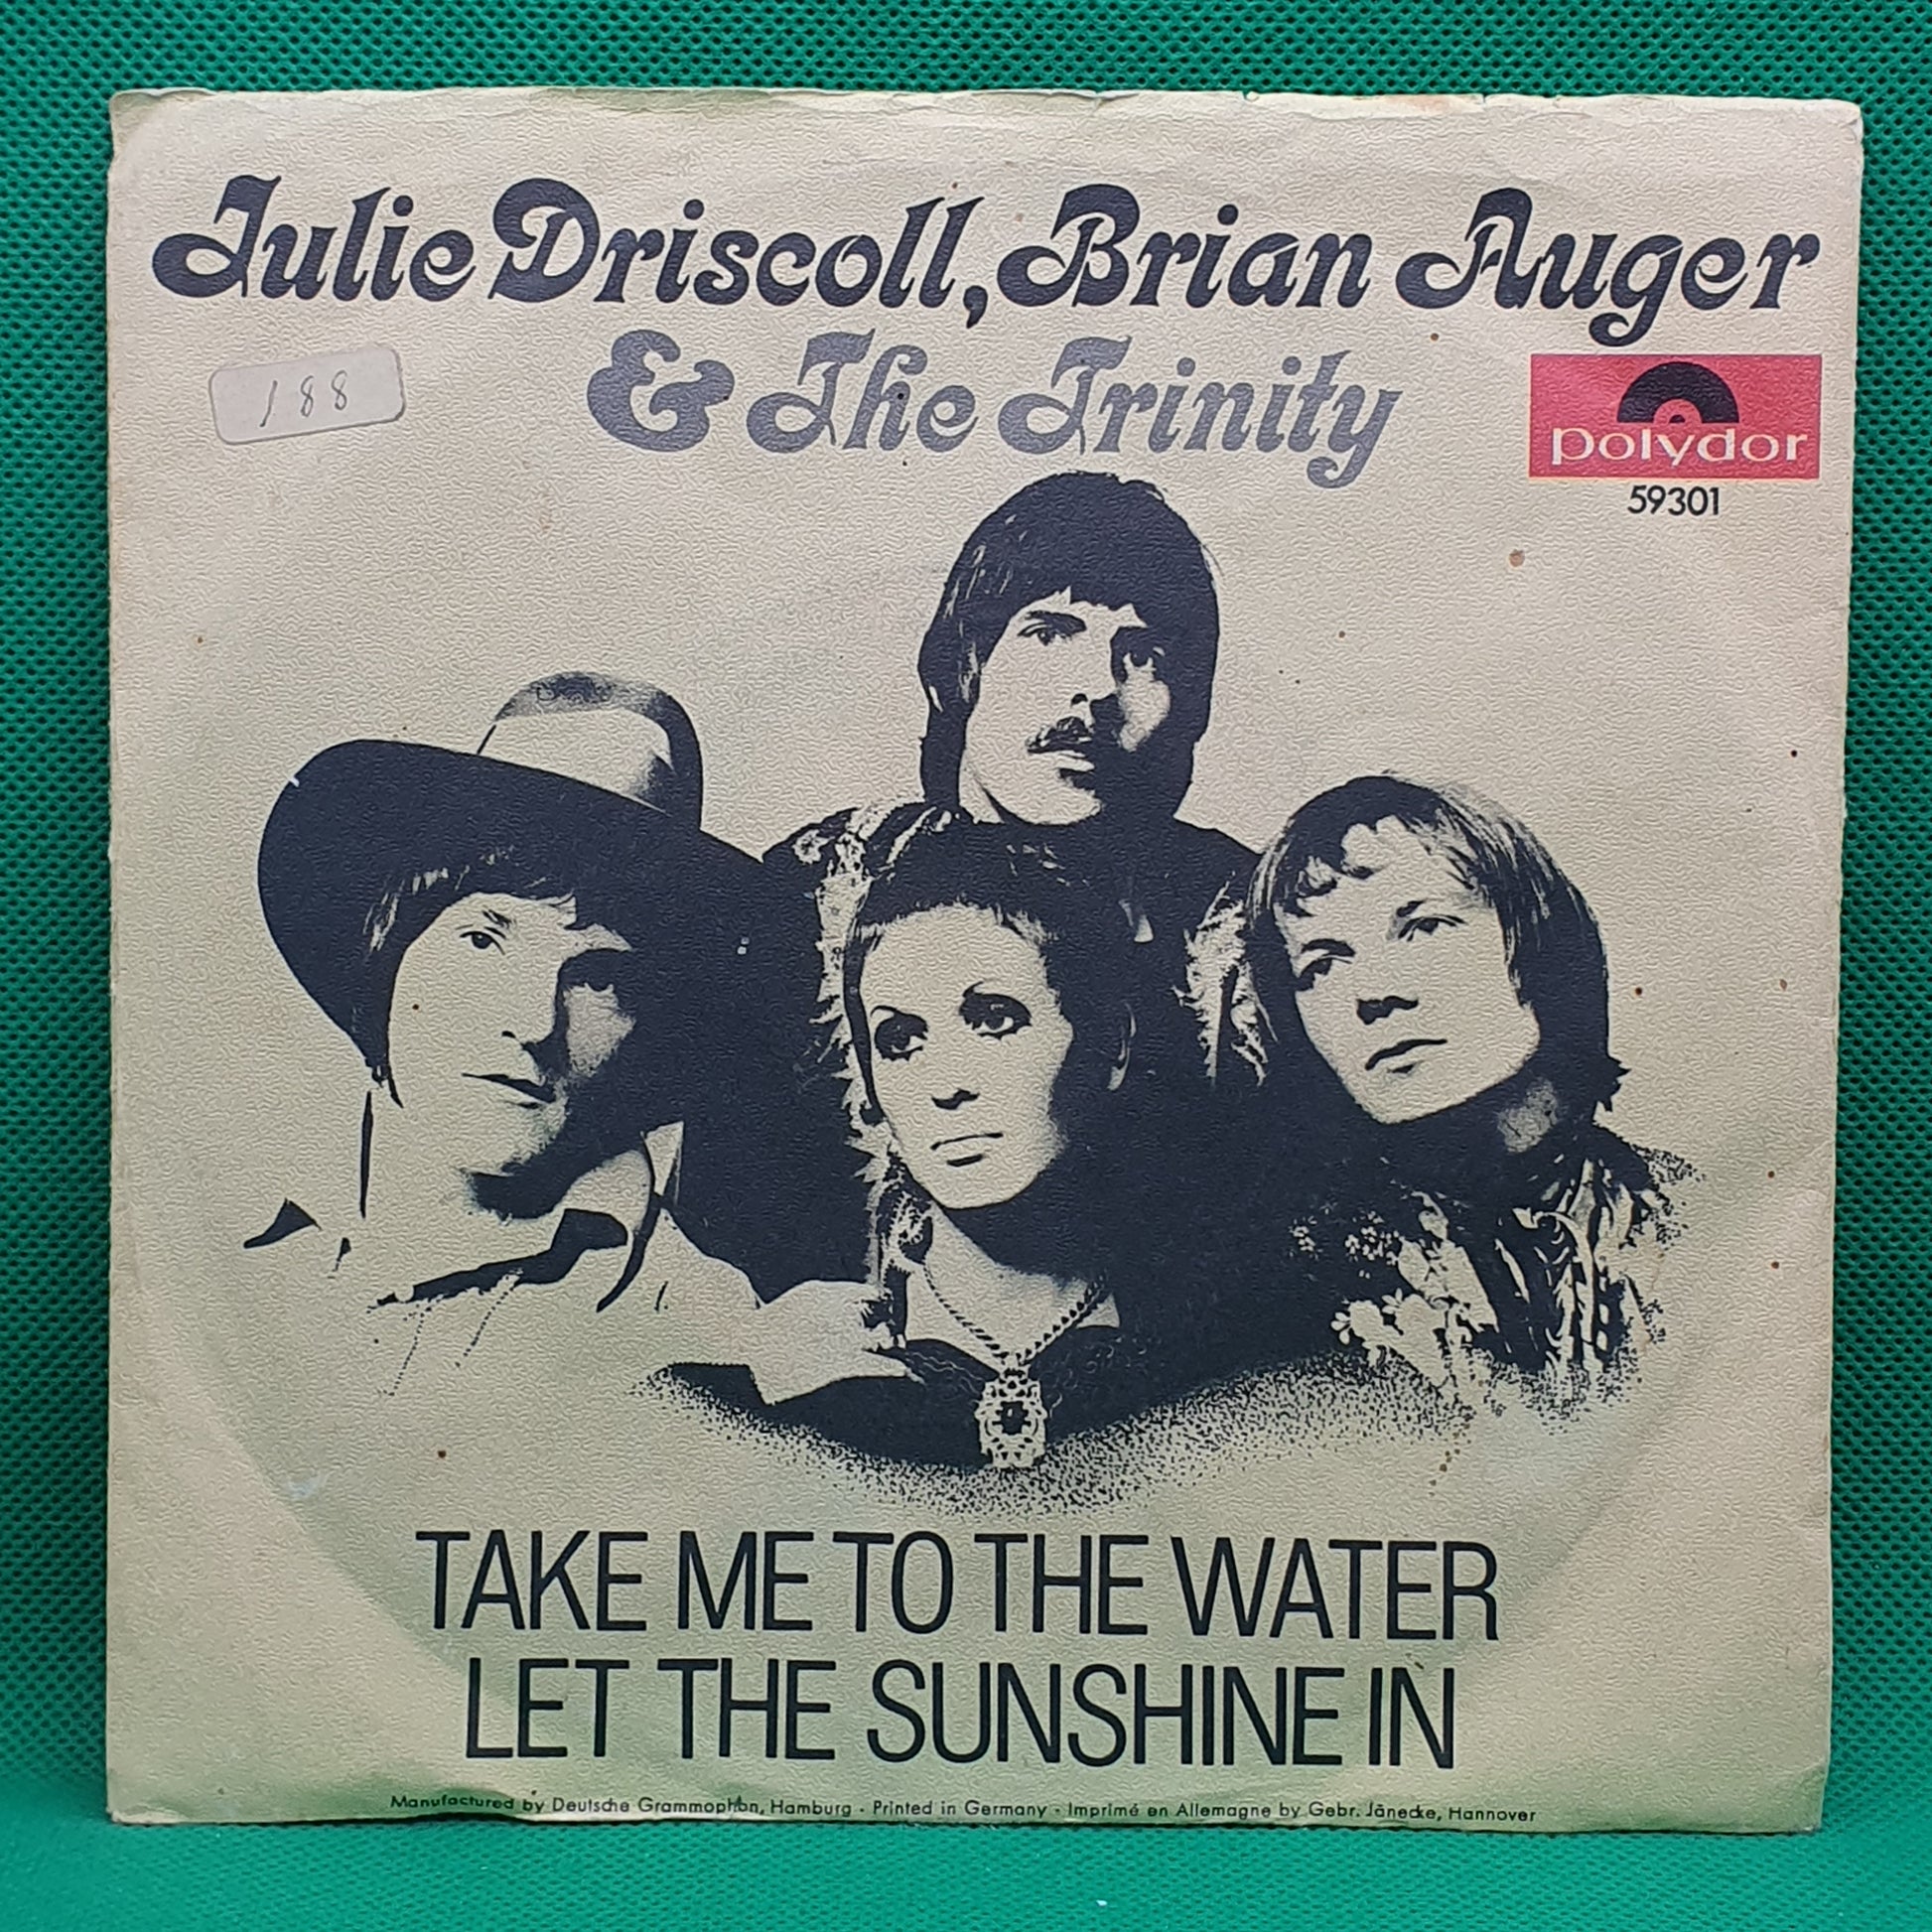 Julie Driscoll, Brian Auger
& The Trinity
188
polydor
59301
TAKE ME TO THE WATER
LET THE SUNSHINE IN
Manufactured by Deutsche Grammophon, Hamburg · Printed in Germany · Imprimé en Allemagne by Gebr. Jänecke, Hannover